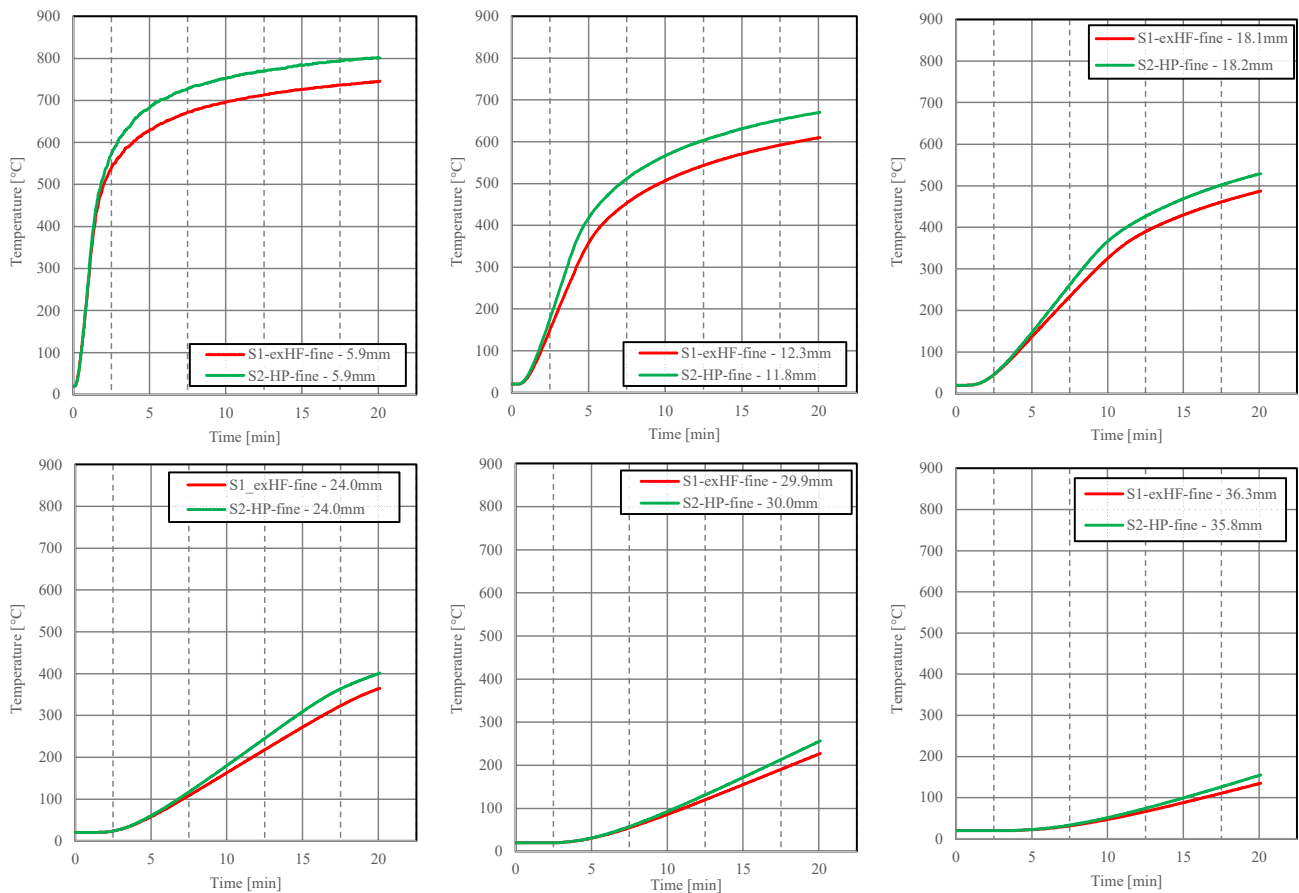 900
800
700
600
500
400
300
200
100
0
Temperature [°C]
S1-exHF-fine - 5.9mm
S2-HP-fine - 5.9mm
0 5 10 15 20
Time [min]
900
800
700
600
500
400
300
200
100
0
Temperature [°C]
S1-exHF-fine - 12.3mm
S2-HP-fine - 11.8mm
0 5 10 15 20
Time [min]
900
800
700
600
500
400
300
200
100
0
Temperature [°C]
S1-exHF-fine - 18.1mm
S2-HP-fine - 18.2mm
0 5 10 15 20
Time [min]
900
800
700
600
500
400
300
200
100
0
Temperature [°C]
S1_exHF-fine - 24.0mm
S2-HP-fine - 24.0mm
0 5 10 15 20
Time [min]
900
800
700
600
500
400
300
200
100
0
Temperature [°C]
S1-exHF-fine - 29.9mm
S2-HP-fine - 30.0mm
0 5 10 15 20
Time [min]
900
800
700
600
500
400
300
200
100
0
Temperature [°C]
S1-exHF-fine - 36.3mm
S2-HP-fine - 35.8mm
0 5 10 15 20
Time [min]